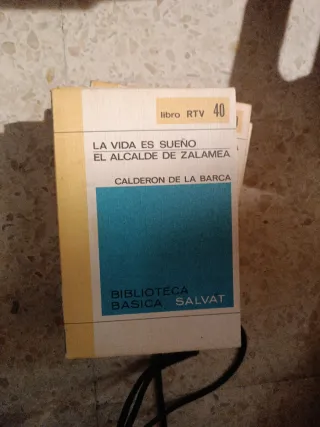 libro RTV 40
LA VIDA ES SUEÑO
EL ALCALDE DE ZALAMEA
CALDERON DE LA BARCA
BIBLIOTECA
BASICA SALVAT